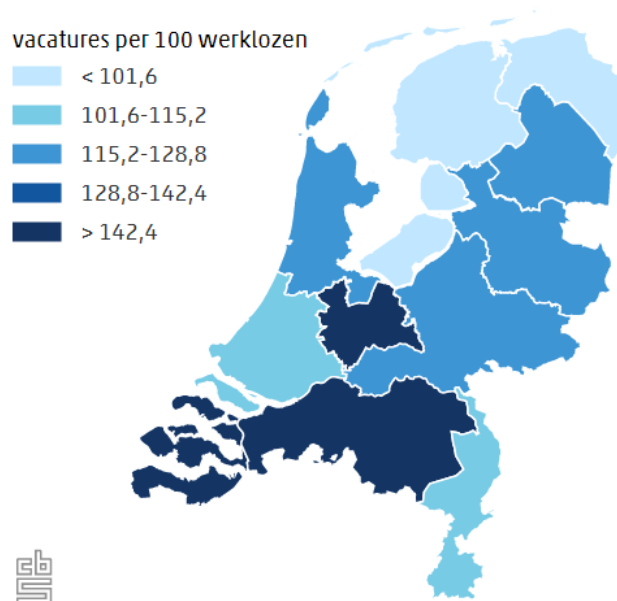 vacatures per 100 werklozen
< 101,6
101,6-115,2
115,2-128,8
128,8-142,4
> 142,4
cb